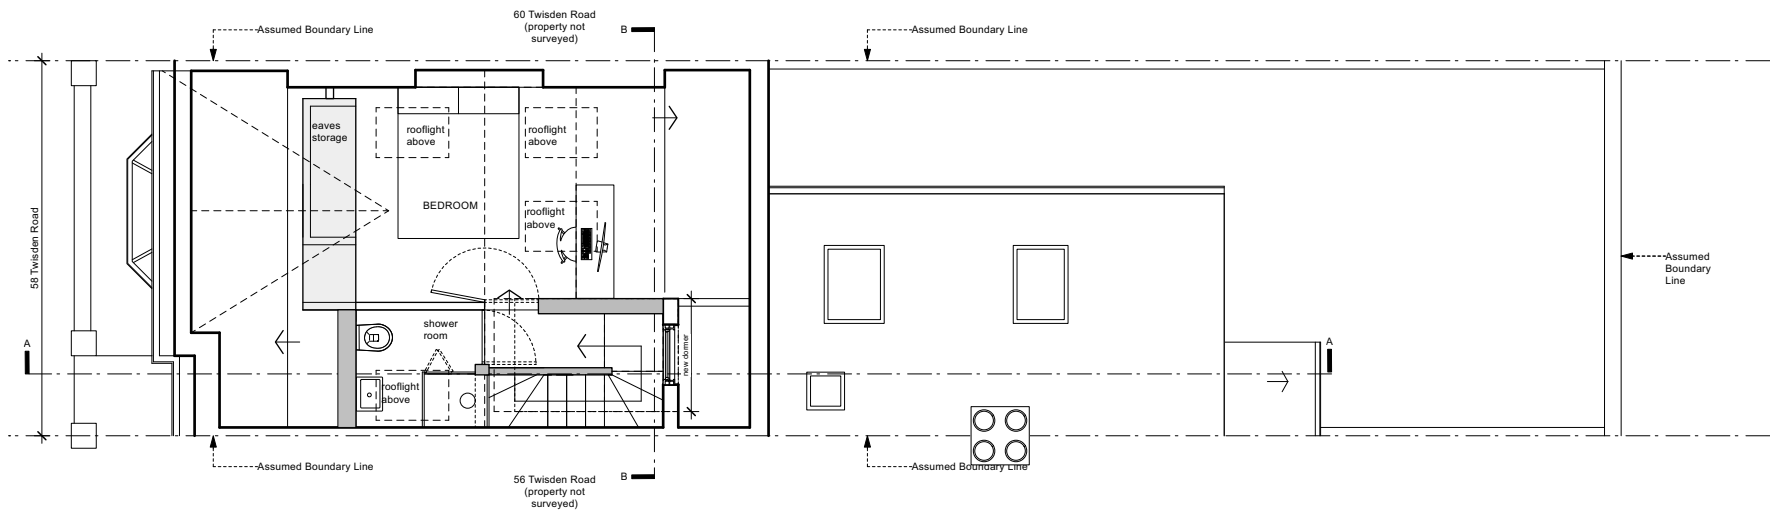 60 Twisden Road
(property not
surveyed)
B
Assumed Boundary Line
Assumed Boundary Line
eaves
storage
rooflight
above
rooflight
above
BEDROOM
rooflight
above
58 Twisden Road
Assumed
Boundary
Line
shower
room
new dormer
A
A
rooflight
above
Assumed Boundary Line
Assumed Boundary Line
56 Twisden Road
(property not
surveyed)
B